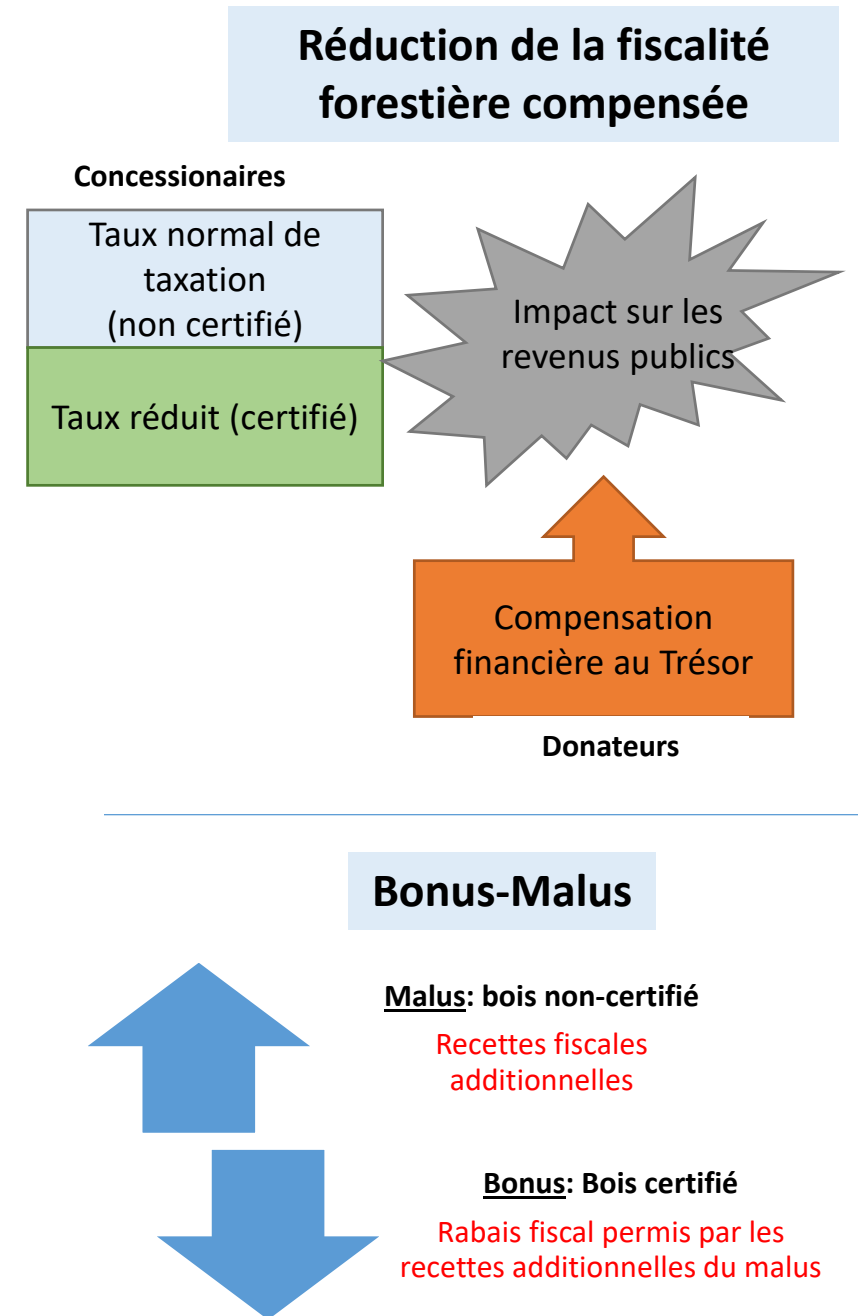 Réduction de la fiscalité
forestière compensée
Concessionaires
Taux normal de
taxation
(non certifié)
Taux réduit (certifié)
Impact sur les
revenus publics
Compensation
financière au Trésor
Donateurs
Bonus-Malus
Malus: bois non-certifié
Recettes fiscales
additionnelles
Bonus: Bois certifié
Rabais fiscal permis par les
recettes additionnelles du malus